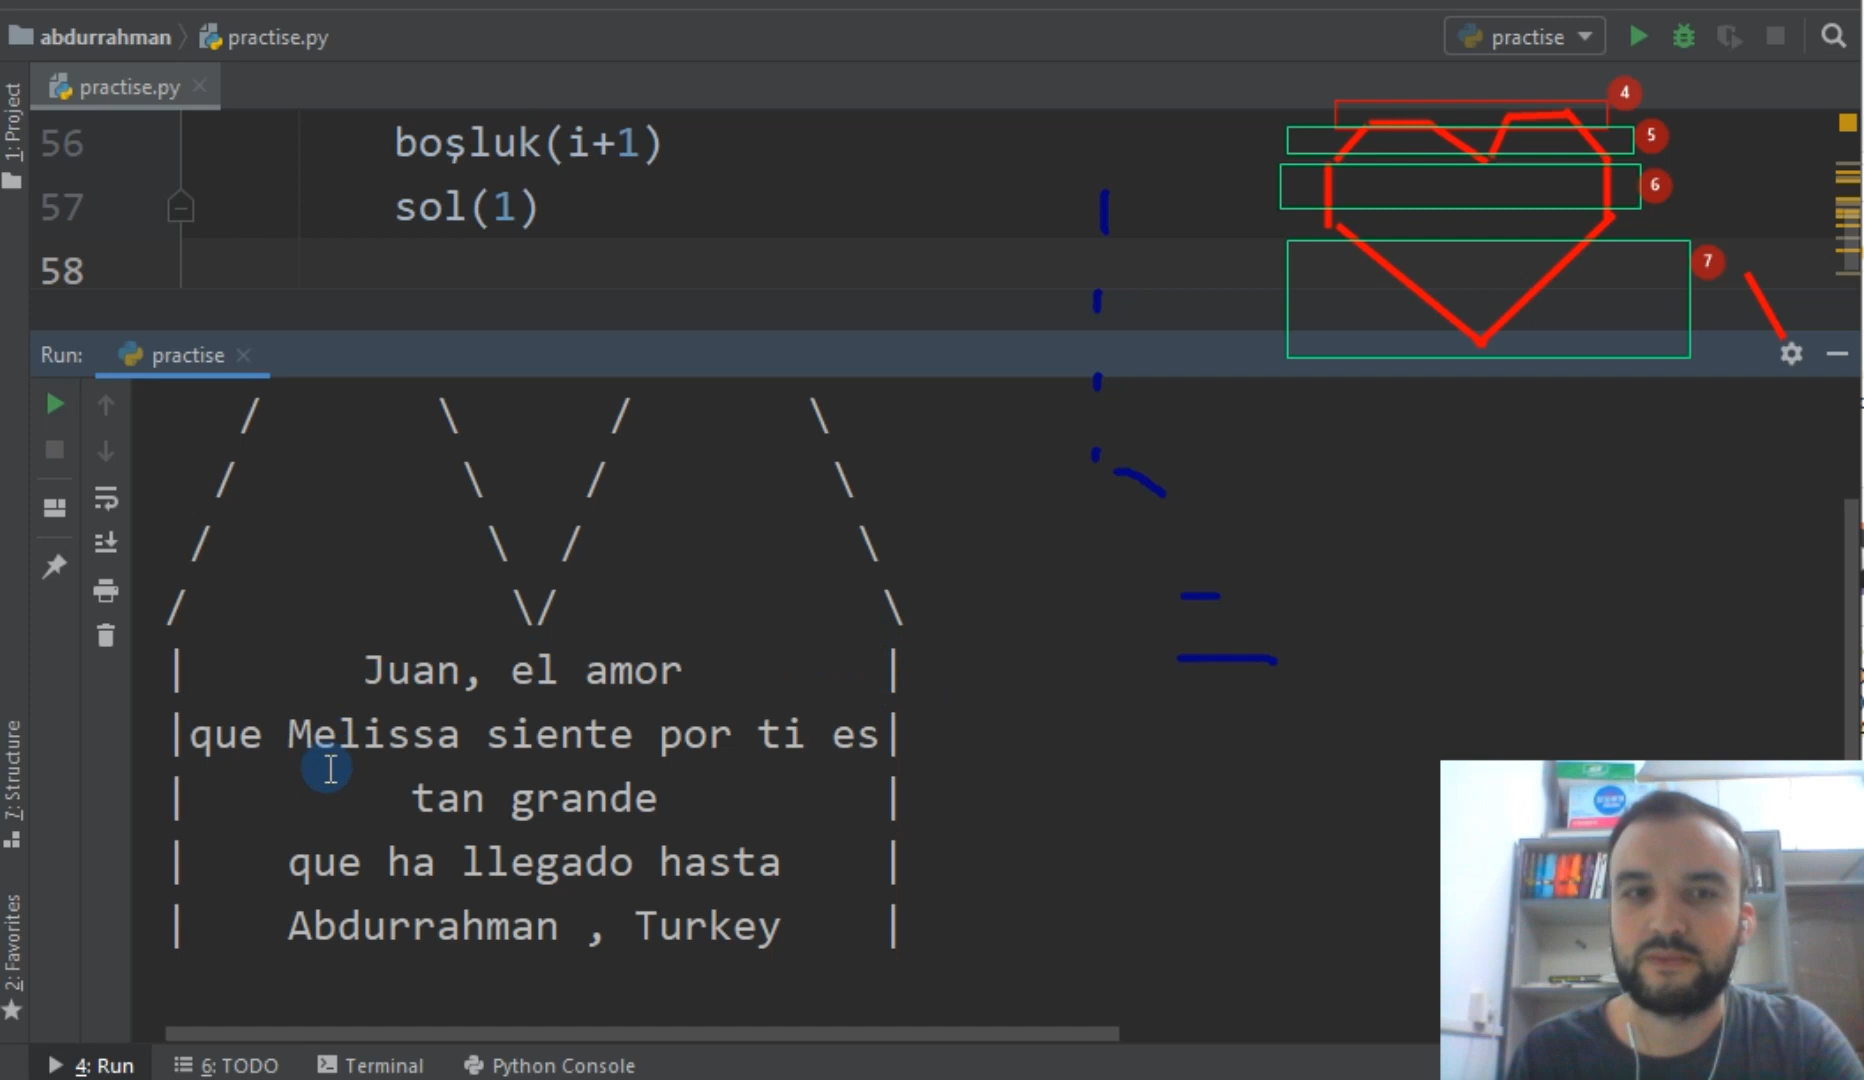 abdurrahman practise.py practise
practise.py
1: Project
56 boşluk(i+1)
57 sol(1)
58
4
5
6
7
Run: practise
/ \ / \
/ \ / \
/ \ / \
/ \/ \
| Juan, el amor |
|que Melissa siente por ti es|
| tan grande |
| que ha llegado hasta |
| Abdurrahman , Turkey |
7: Structure
2: Favorites
4: Run 6: TODO Terminal Python Console